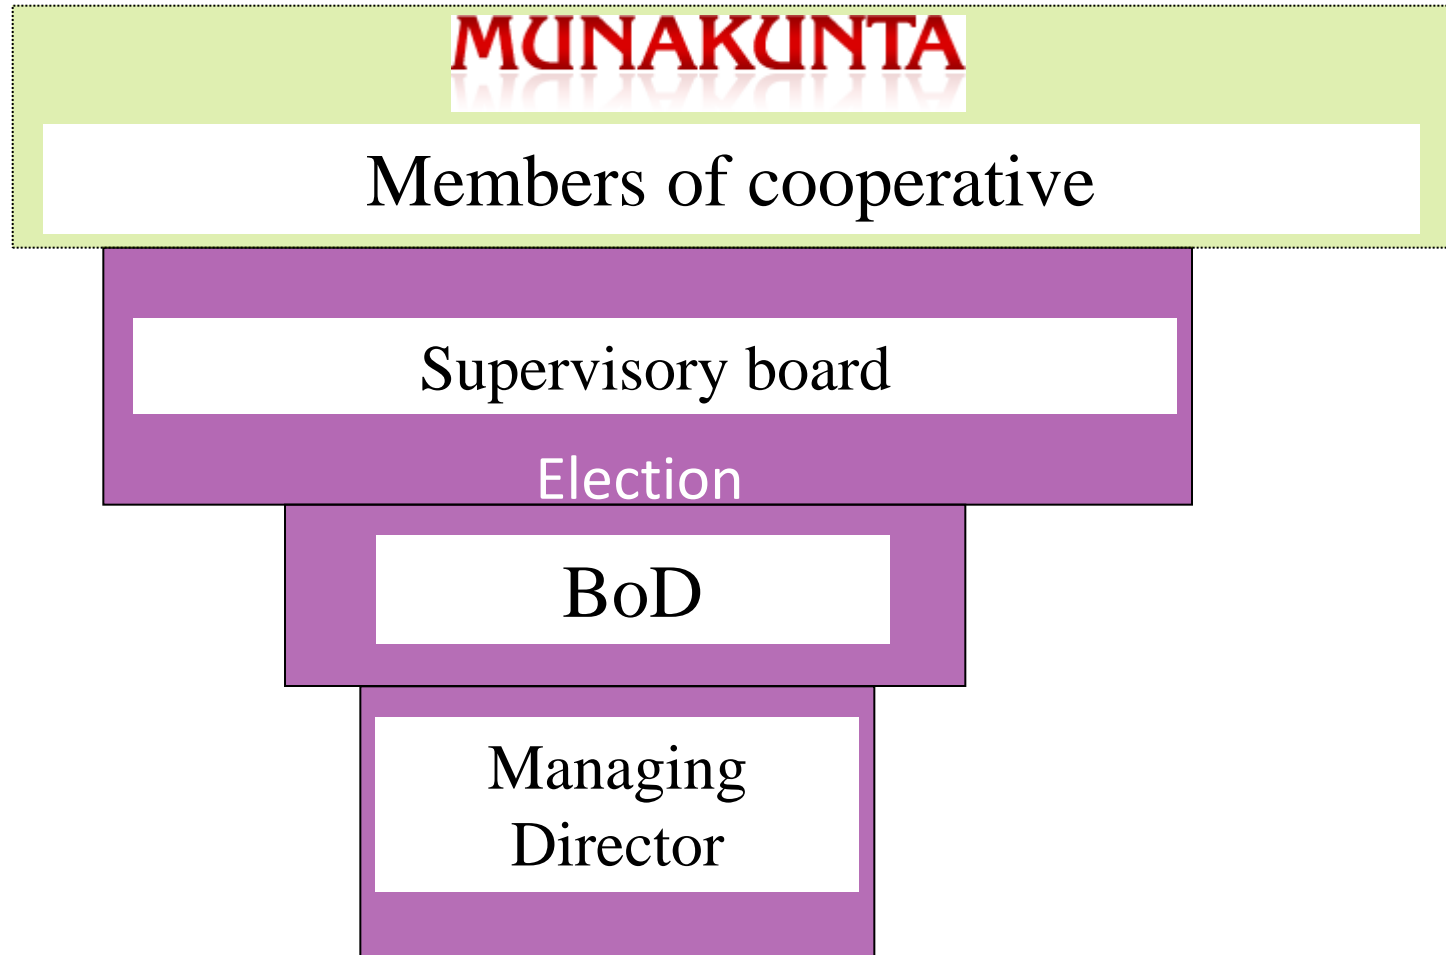 MUNAKUNTA
Members of cooperative
Supervisory board
Election
BoD
Managing
Director